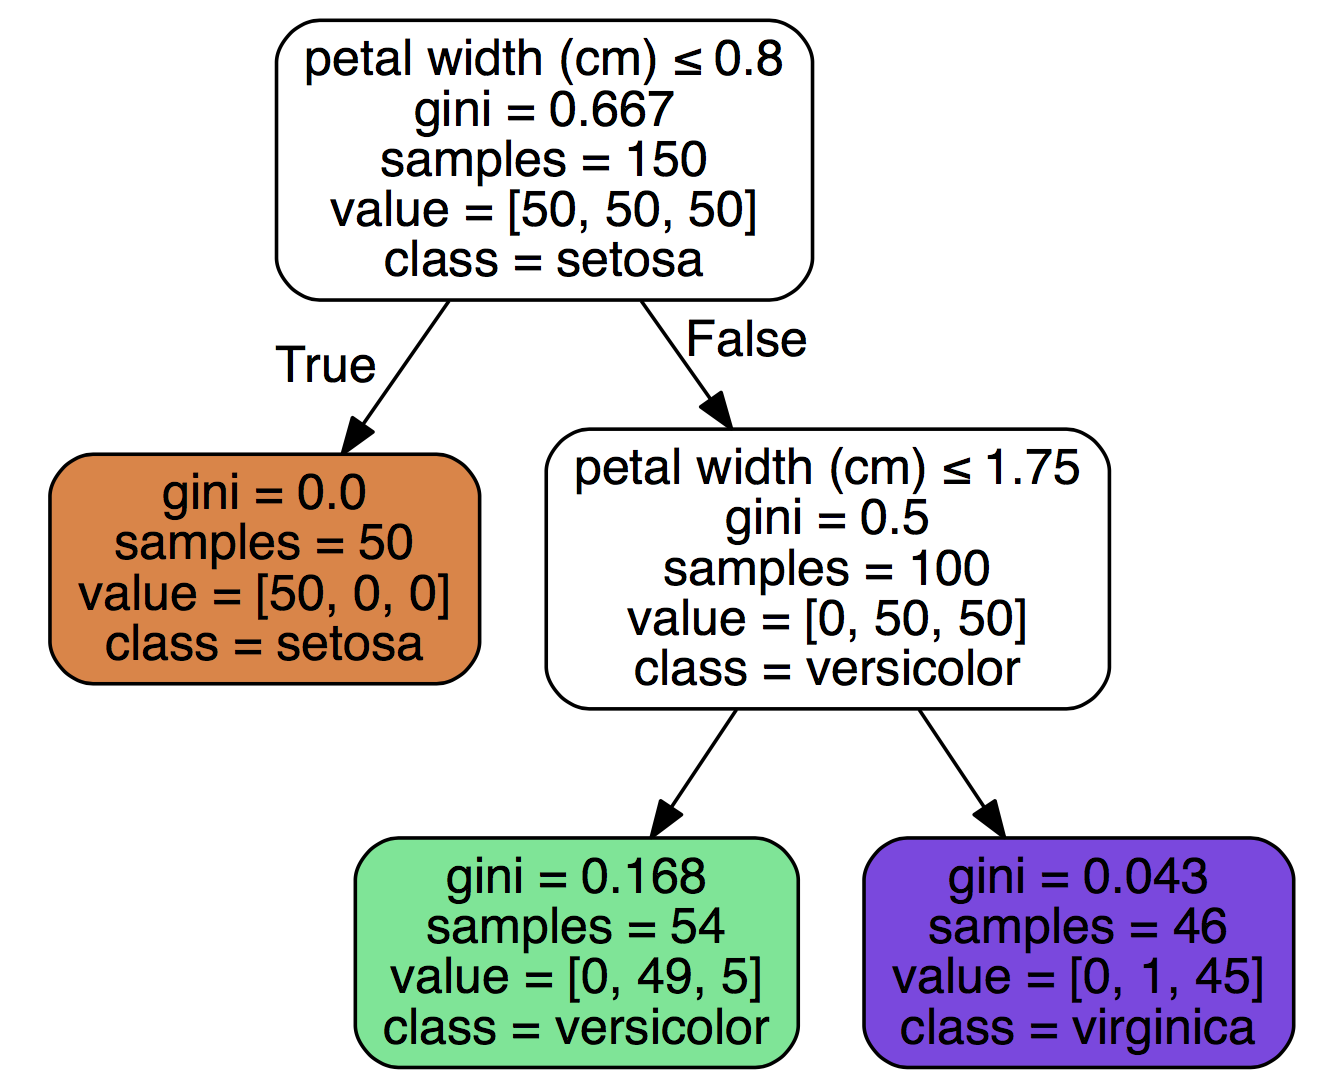 petal width (cm) ≤ 0.8
gini = 0.667
samples = 150
value = [50, 50, 50]
class = setosa
True
False
gini = 0.0
samples = 50
value = [50, 0, 0]
class = setosa
petal width (cm) ≤ 1.75
gini = 0.5
samples = 100
value = [0, 50, 50]
class = versicolor
gini = 0.168
samples = 54
value = [0, 49, 5]
class = versicolor
gini = 0.043
samples = 46
value = [0, 1, 45]
class = virginica